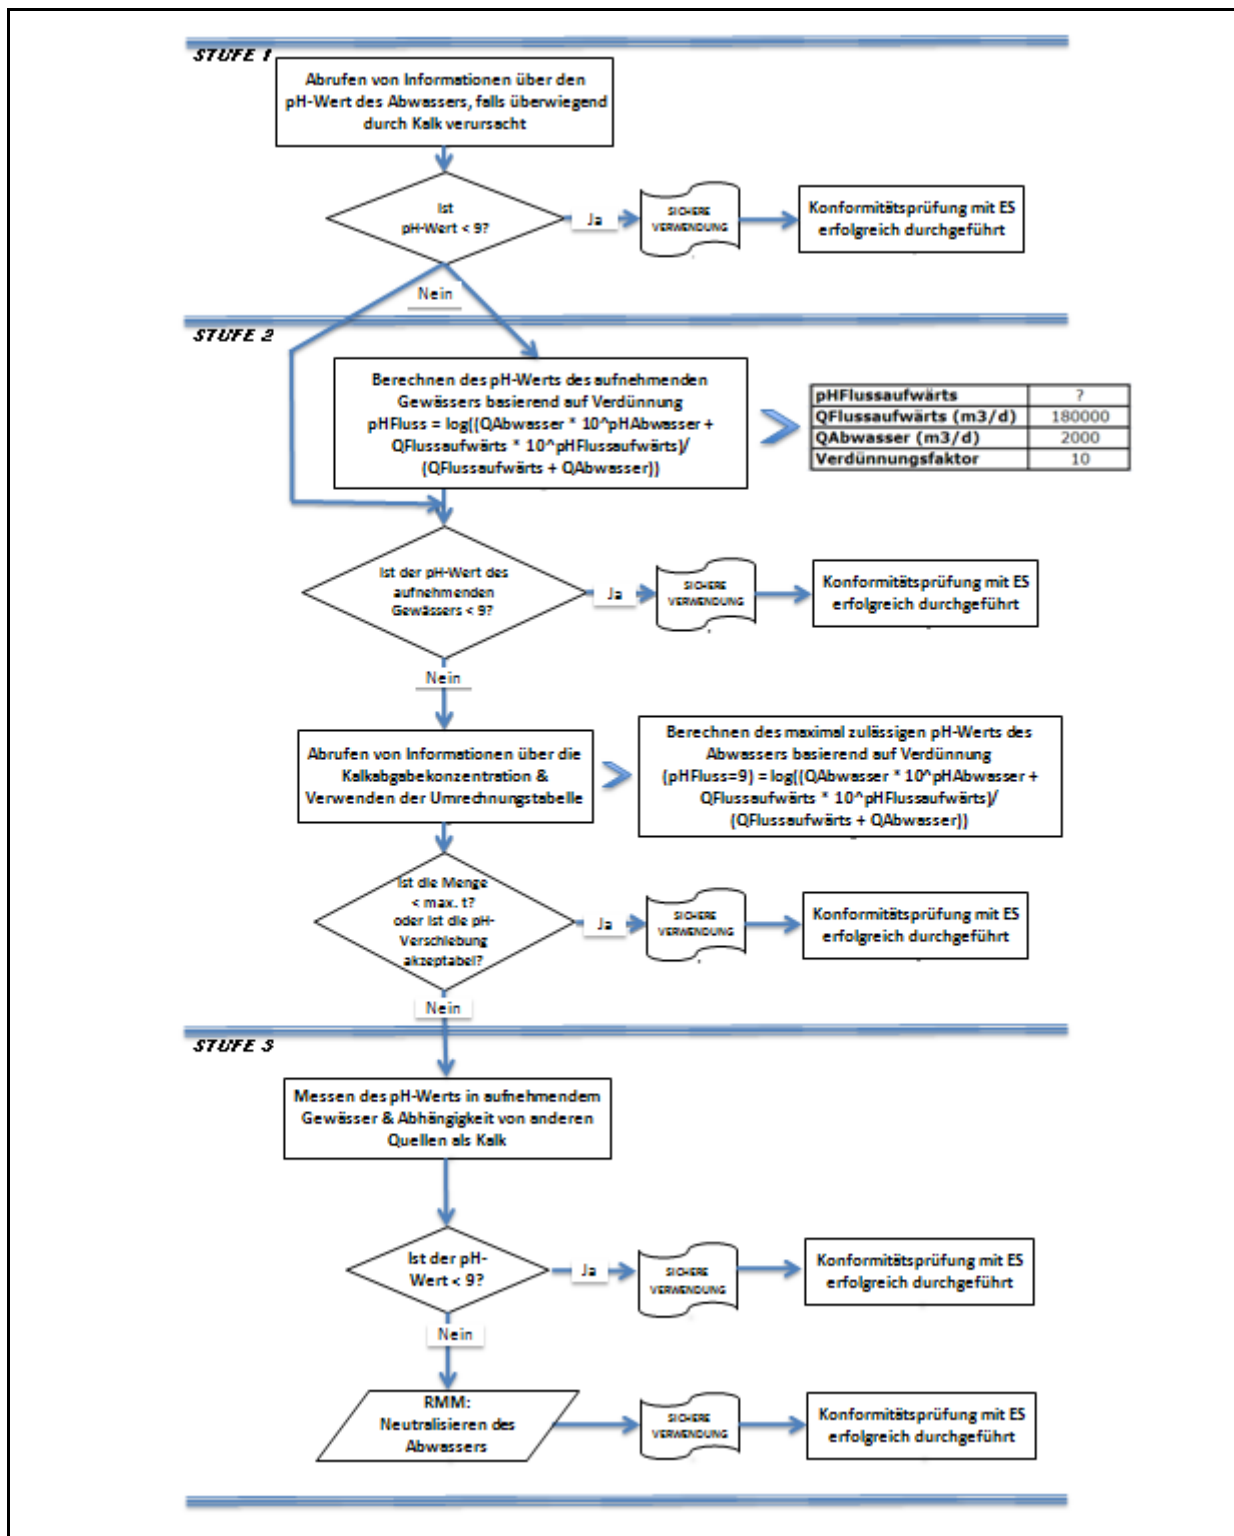 STUFE 1
Abrufen von Informationen über den
pH-Wert des Abwassers, falls überwiegend
durch Kalk verursacht
Ist
pH-Wert < 9?
Ja
SICHERE
VERWENDUNG
Konformitätsprüfung mit ES
erfolgreich durchgeführt
Nein
STUFE 2
Berechnen des pH-Werts des aufnehmenden
Gewässers basierend auf Verdünnung
pHFluss = log((QAbwasser * 10^pHAbwasser +
QFlussaufwärts * 10^pHFlussaufwärts)/
(QFlussaufwärts + QAbwasser))
pHFlussaufwärts ?
QFlussaufwärts (m3/d) 180000
QAbwasser (m3/d) 2000
Verdünnungsfaktor 10
Ist der pH-Wert des
aufnehmenden
Gewässers < 9?
Ja
SICHERE
VERWENDUNG
Konformitätsprüfung mit ES
erfolgreich durchgeführt
Nein
Abrufen von Informationen über die
Kalkabgabekonzentration &
Verwenden der Umrechnungstabelle
Berechnen des maximal zulässigen pH-Werts des
Abwassers basierend auf Verdünnung
(pHFluss=9) = log((QAbwasser * 10^pHAbwasser +
QFlussaufwärts * 10^pHFlussaufwärts)/
(QFlussaufwärts + QAbwasser))
Ist die Menge
< max. t?
oder ist die pH-
Verschiebung
akzeptabel?
Ja
SICHERE
VERWENDUNG
Konformitätsprüfung mit ES
erfolgreich durchgeführt
Nein
STUFE 3
Messen des pH-Werts in aufnehmendem
Gewässer & Abhängigkeit von anderen
Quellen als Kalk
Ist der pH-
Wert < 9?
Ja
SICHERE
VERWENDUNG
Konformitätsprüfung mit ES
erfolgreich durchgeführt
Nein
RMM:
Neutralisieren des
Abwassers
SICHERE
VERWENDUNG
Konformitätsprüfung mit ES
erfolgreich durchgeführt